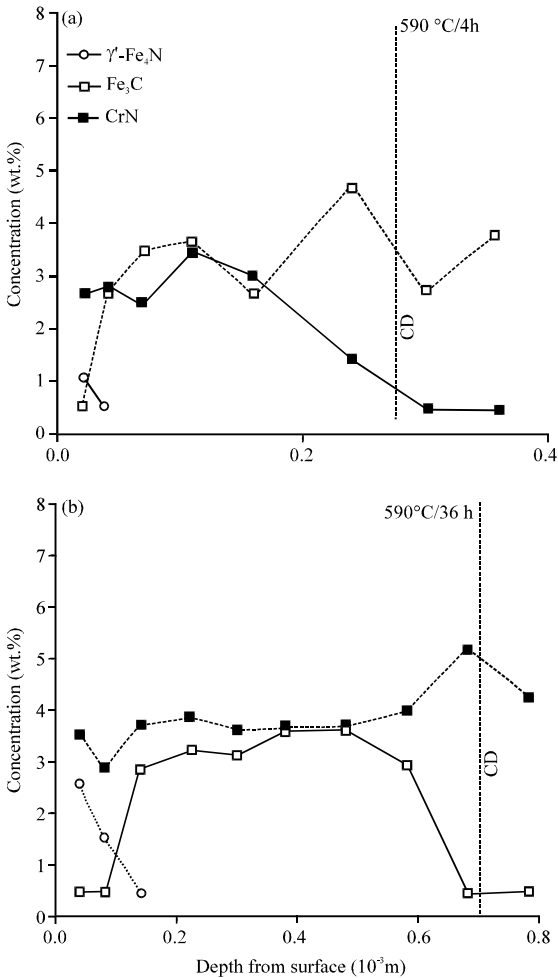 (a)
590 °C/4h
γ'-Fe₄N
Fe₃C
CrN
Concentration (wt.%)
8
7
6
5
4
3
2
1
0
CD
0.0
0.2
0.4
(b)
590°C/36 h
Concentration (wt.%)
8
7
6
5
4
3
2
1
0
CD
0.0
0.2
0.4
0.6
0.8
Depth from surface (10⁻³m)